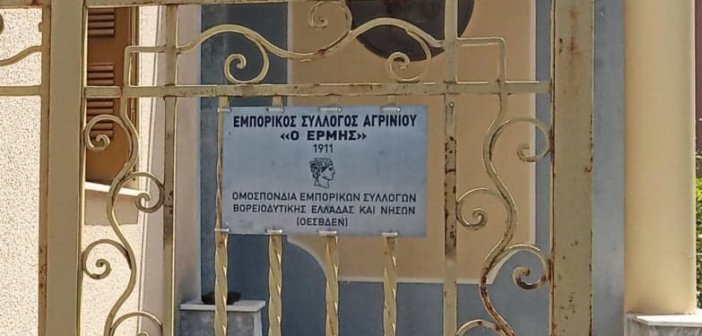 ΕΜΠΟΡΙΚΟΣ ΣΥΛΛΟΓΟΣ ΑΓΡΙΝΙΟΥ
«Ο ΕΡΜΗΣ»
1911
ΟΜΟΣΠΟΝΔΙΑ ΕΜΠΟΡΙΚΩΝ ΣΥΛΛΟΓΩΝ
ΒΟΡΕΙΟΔΥΤΙΚΗΣ ΕΛΛΑΔΑΣ ΚΑΙ ΝΗΣΩΝ
(ΟΕΣΒΔΕΝ)